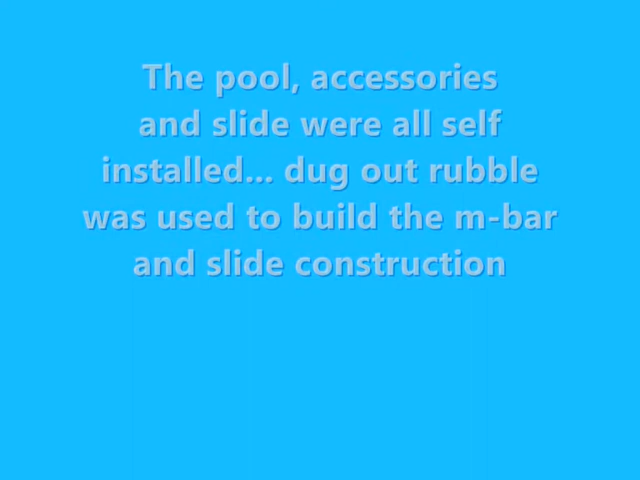 The pool, accessories
and slide were all self
installed... dug out rubble
was used to build the m-bar
and slide construction